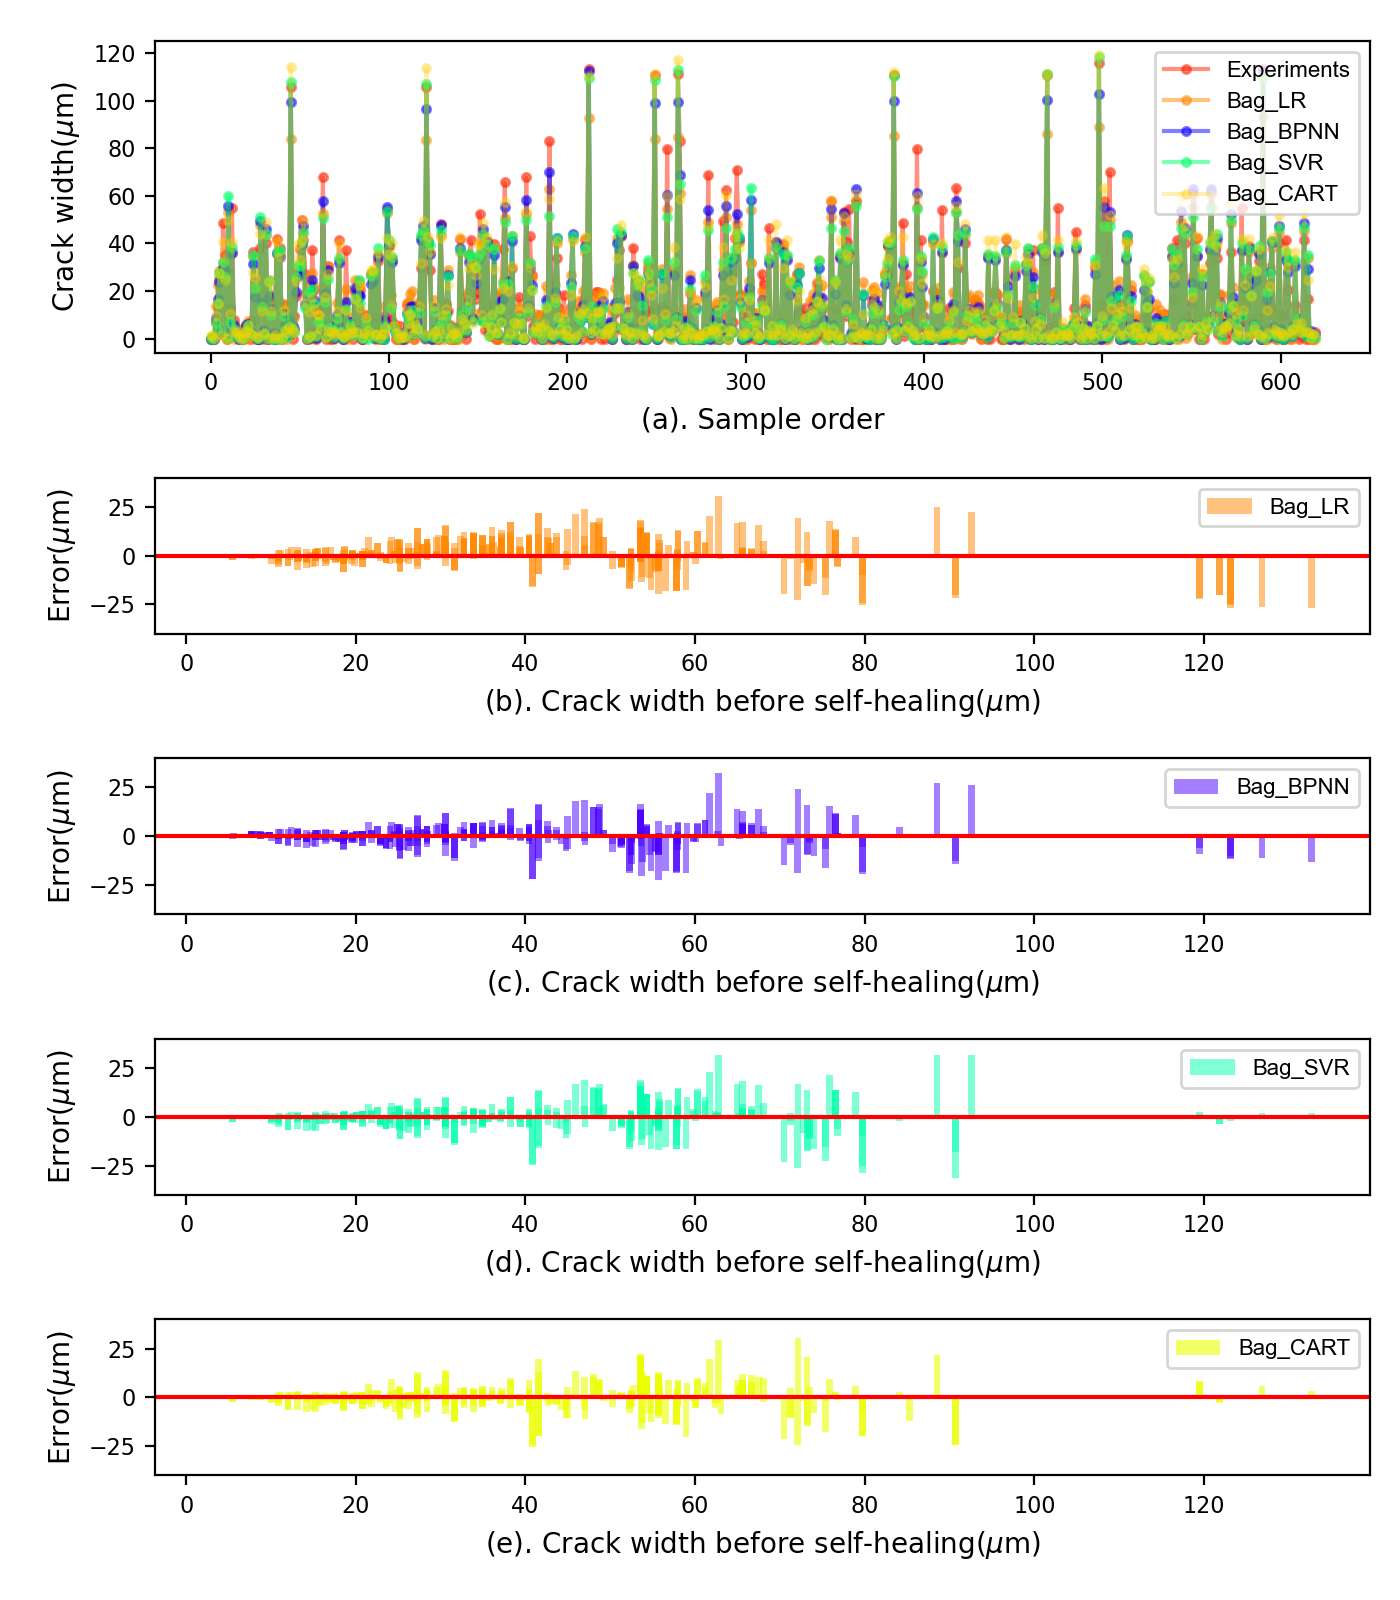 Crack width(μm)
120
100
80
60
40
20
0
Experiments
Bag_LR
Bag_BPNN
Bag_SVR
Bag_CART
0 100 200 300 400 500 600
(a). Sample order
Error(μm)
25
0
−25
Bag_LR
0 20 40 60 80 100 120
(b). Crack width before self-healing(μm)
Error(μm)
25
0
−25
Bag_BPNN
0 20 40 60 80 100 120
(c). Crack width before self-healing(μm)
Error(μm)
25
0
−25
Bag_SVR
0 20 40 60 80 100 120
(d). Crack width before self-healing(μm)
Error(μm)
25
0
−25
Bag_CART
0 20 40 60 80 100 120
(e). Crack width before self-healing(μm)